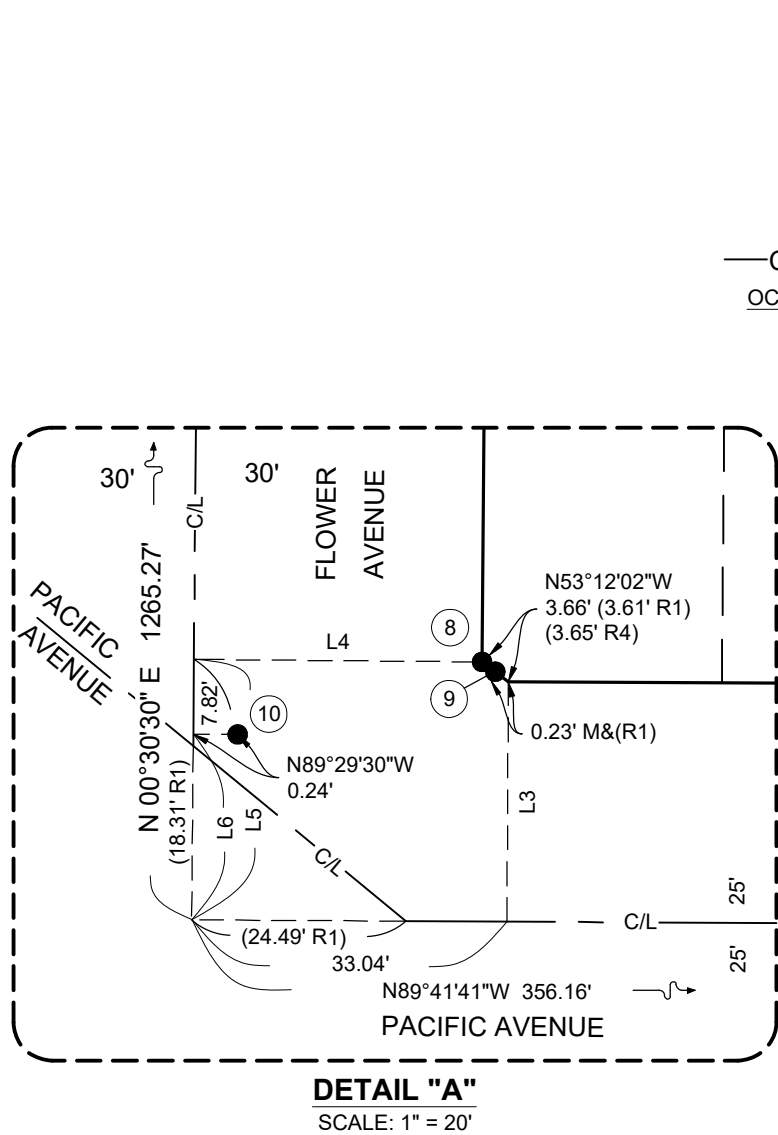 C
OC
30'
30'
C/L
FLOWER
AVENUE
N 00°30'30" E 1265.27'
PACIFIC
AVENUE
N53°12'02"W
3.66' (3.61' R1)
(3.65' R4)
8
L4
9
7.82'
10
0.23' M&(R1)
N89°29'30"W
0.24'
(18.31' R1)
L6
L5
L3
C/L
25'
(24.49' R1)
C/L
33.04'
25'
N89°41'41"W 356.16'
PACIFIC AVENUE
DETAIL "A"
SCALE: 1" = 20'